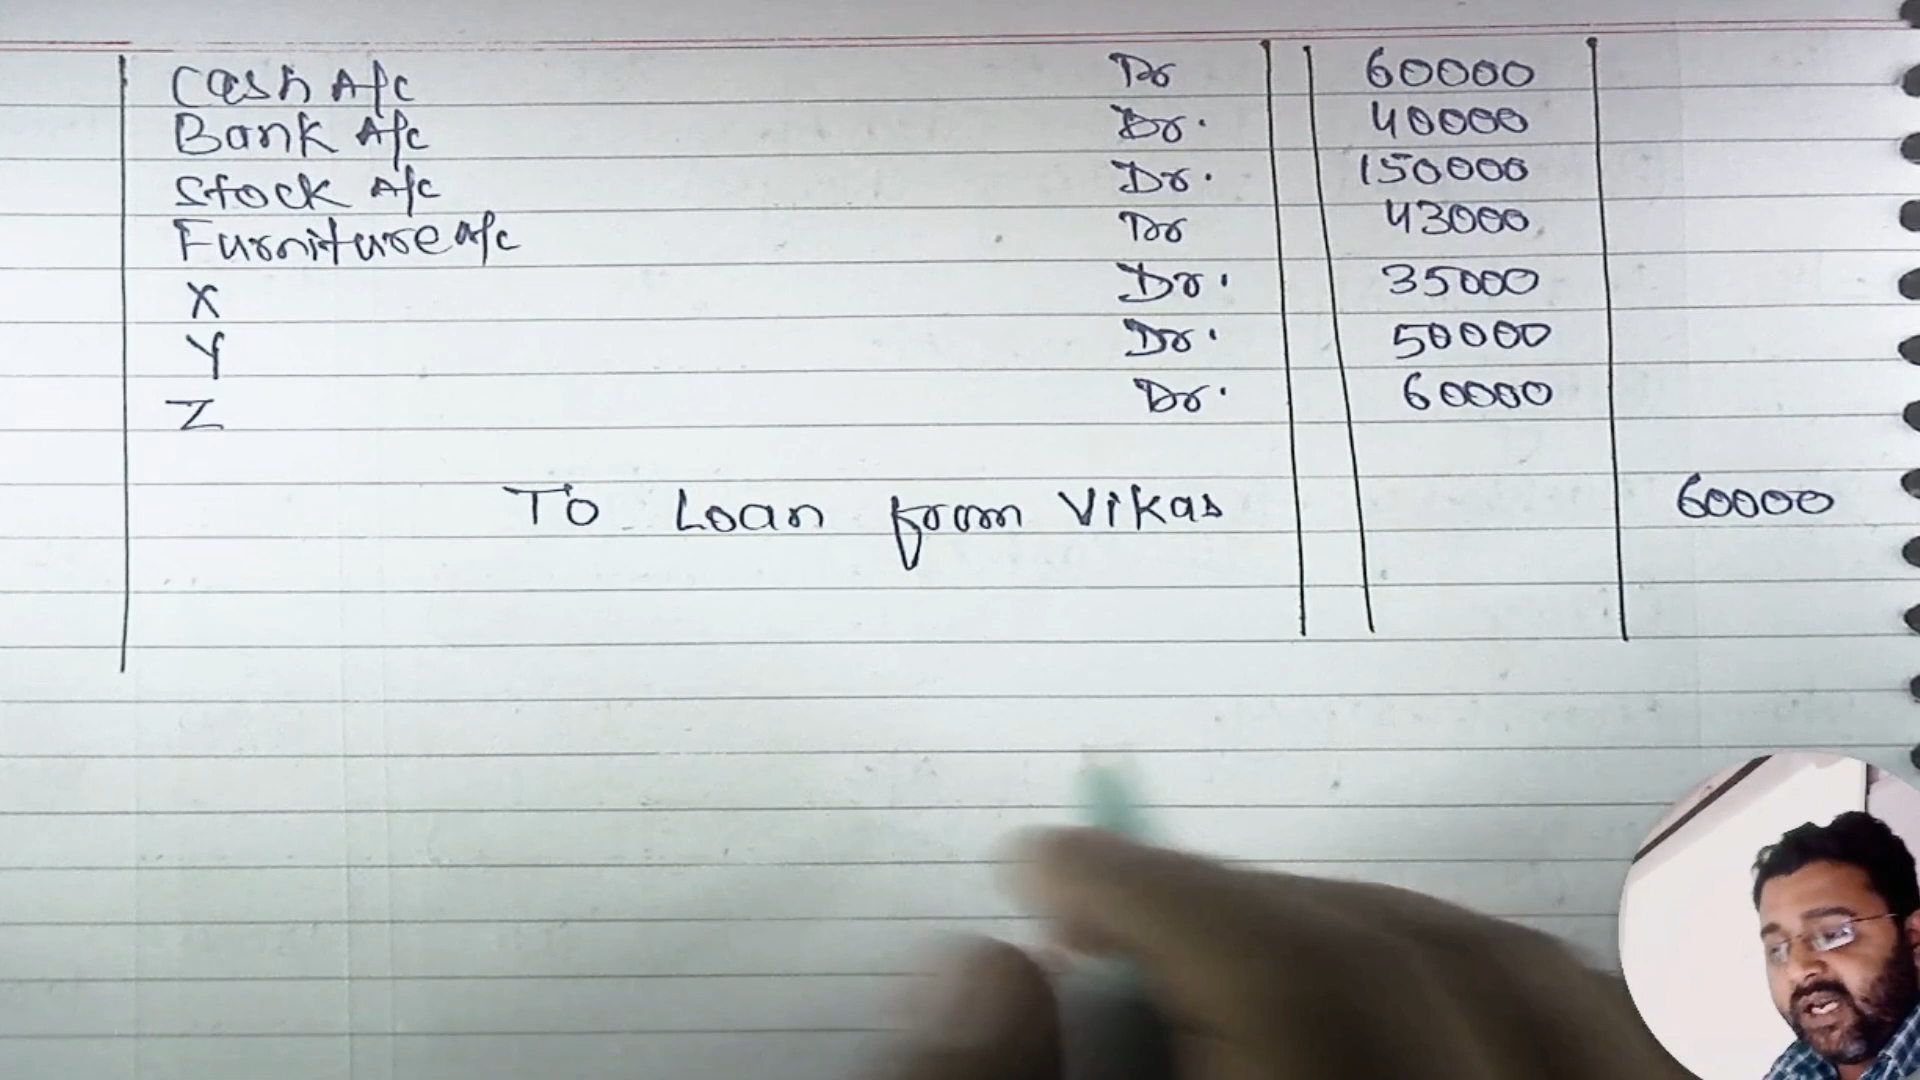 Cash A/c Dr 60000
Bank A/c Dr. 40000
Stock A/c Dr. 150000
Furniture A/c Dr 43000
X Dr. 35000
Y Dr. 50000
Z Dr. 60000
To Loan from Vikas 60000